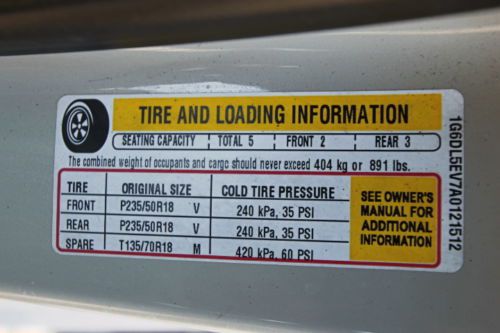 TIRE AND LOADING INFORMATION
SEATING CAPACITY TOTAL 5 FRONT 2 REAR 3
The combined weight of occupants and cargo should never exceed 404 kg or 891 lbs.
TIRE ORIGINAL SIZE COLD TIRE PRESSURE
FRONT P235/50R18 V 240 kPa, 35 PSI
REAR P235/50R18 V 240 kPa, 35 PSI
SPARE T135/70R18 M 420 kPa, 60 PSI
SEE OWNER'S
MANUAL FOR
ADDITIONAL
INFORMATION
1G6DL5EV7A0121512